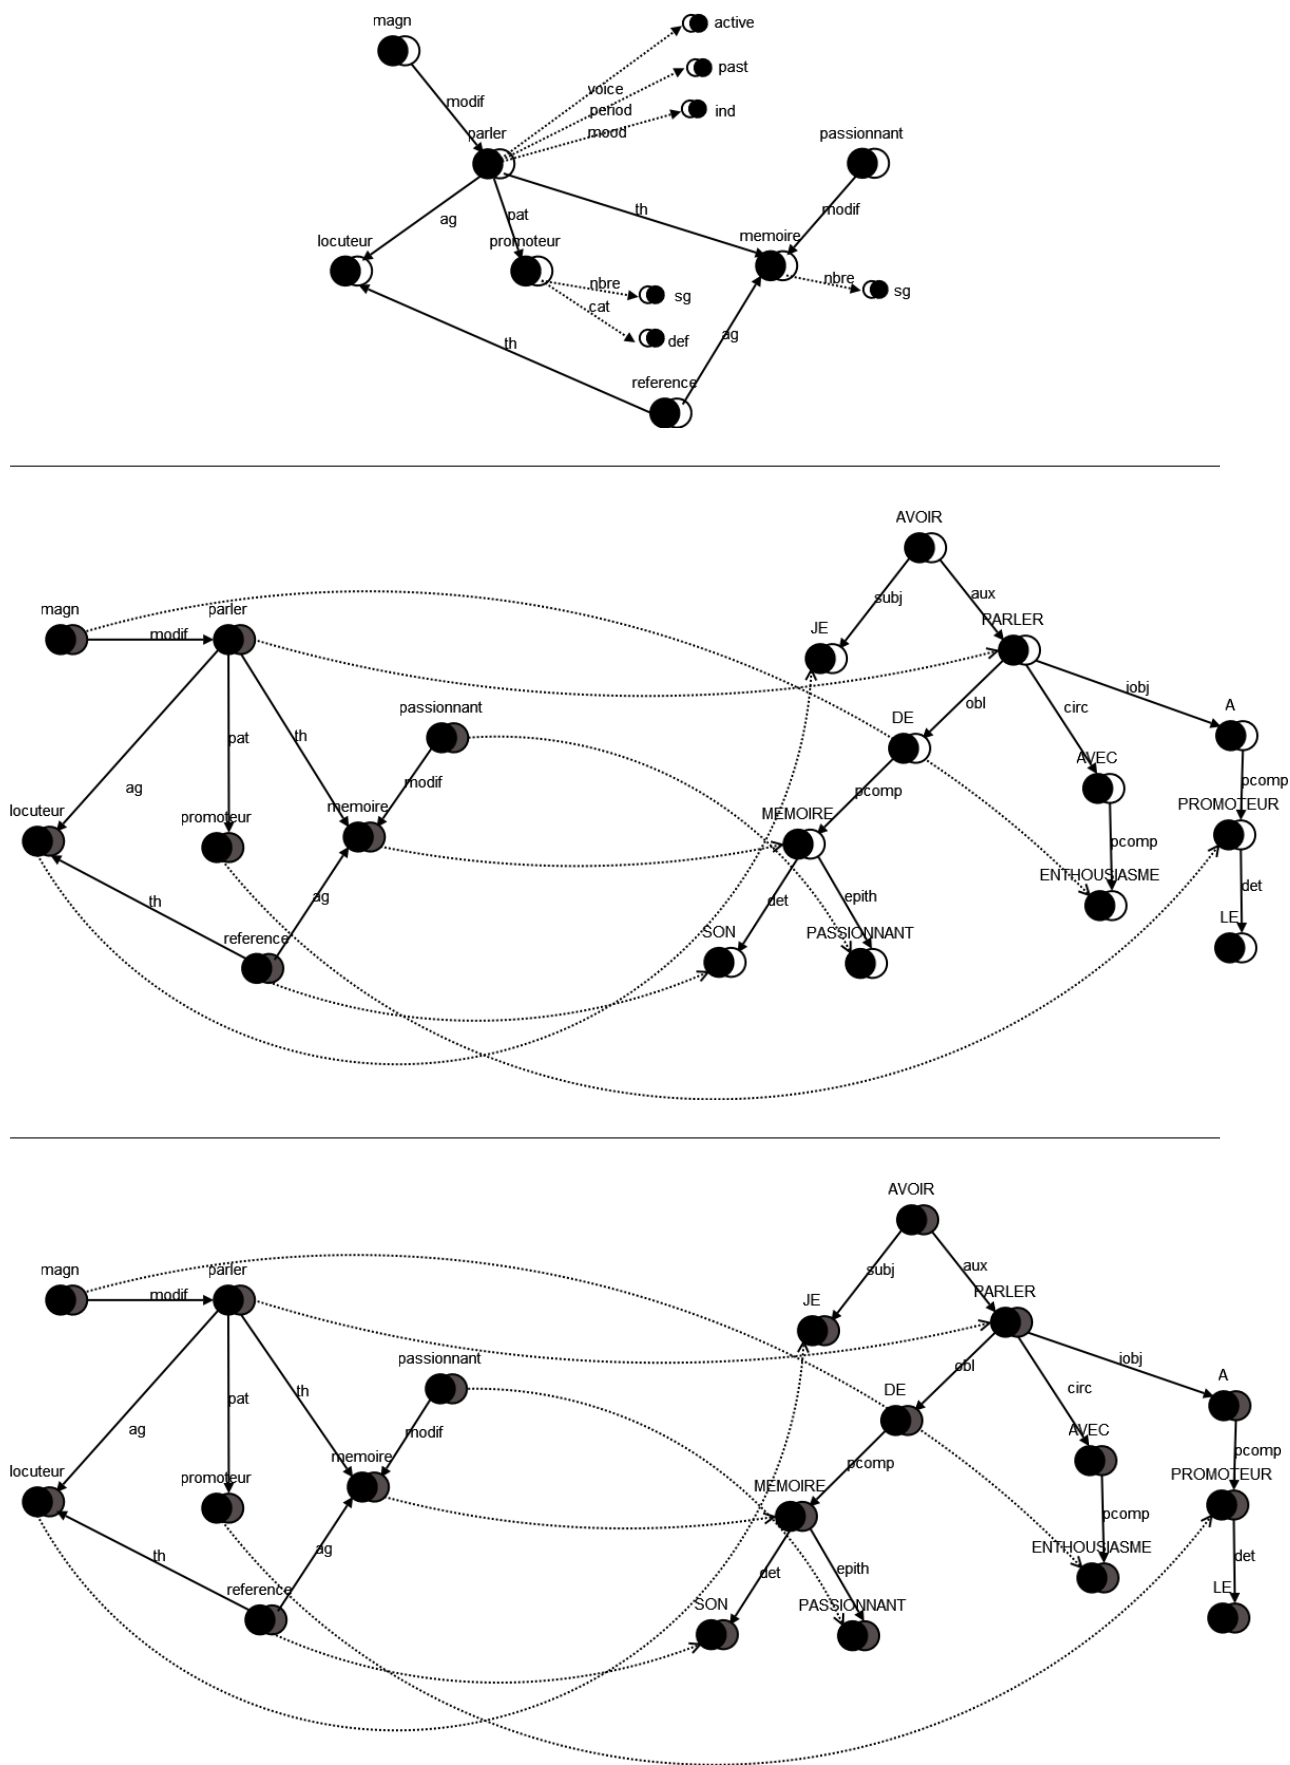 magn
active
past
voice
modif
period
ind
parler
mood
passionnant
ag
pat
th
modif
locuteur
promoteur
memoire
nbre
sg
nbre
sg
cat
def
th
ag
reference
AVOIR
magn
parler
subj
aux
modif
JE
PARLER
passionnant
iobj
pat
th
DE
obl
circ
A
ag
modif
AVEC
pcomp
locuteur
promoteur
memoire
pcomp
PROMOTEUR
MEMOIRE
pcomp
ENTHOUSIASME
det
th
ag
det
epith
reference
SON
PASSIONNANT
LE
AVOIR
magn
parler
subj
aux
modif
JE
PARLER
passionnant
obl
iobj
pat
th
DE
circ
A
ag
modif
AVEC
pcomp
locuteur
promoteur
memoire
pcomp
PROMOTEUR
MEMOIRE
pcomp
ENTHOUSIASME
det
th
ag
det
epith
reference
SON
PASSIONNANT
LE